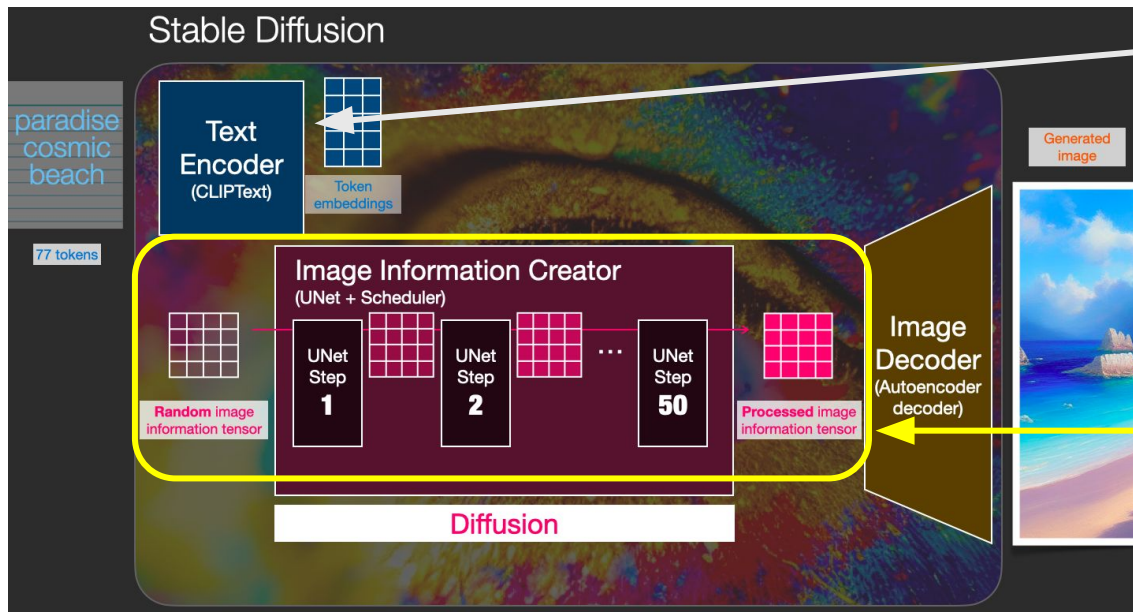 Stable Diffusion
paradise
cosmic
beach
77 tokens
Text
Encoder
(CLIPText)
Token
embeddings
Image Information Creator
(UNet + Scheduler)
UNet
Step
1
UNet
Step
2
...
UNet
Step
50
Random image
information tensor
Processed image
information tensor
Diffusion
Image
Decoder
(Autoencoder
decoder)
Generated
image